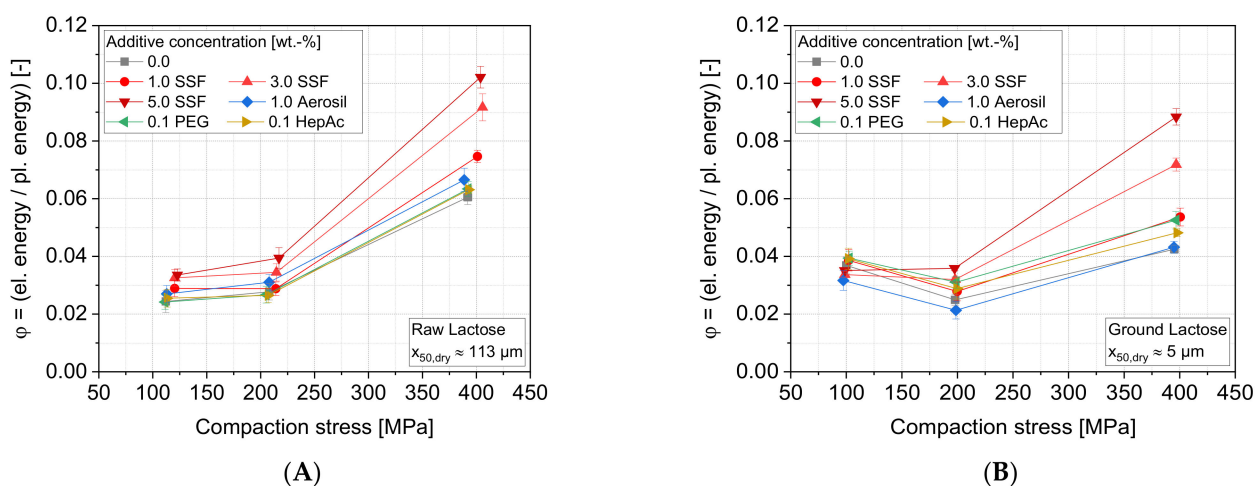 0.12
0.10
0.08
0.06
0.04
0.02
0.00
φ = (el. energy / pl. energy) [-]
Additive concentration [wt.-%]
0.0
1.0 SSF 3.0 SSF
5.0 SSF 1.0 Aerosil
0.1 PEG 0.1 HepAc
Raw Lactose
x50,dry ≈ 113 µm
50 100 150 200 250 300 350 400 450
Compaction stress [MPa]
(A)
0.12
0.10
0.08
0.06
0.04
0.02
0.00
φ = (el. energy / pl. energy) [-]
Additive concentration [wt.-%]
0.0
1.0 SSF 3.0 SSF
5.0 SSF 1.0 Aerosil
0.1 PEG 0.1 HepAc
Ground Lactose
x50,dry ≈ 5 µm
50 100 150 200 250 300 350 400 450
Compaction stress [MPa]
(B)